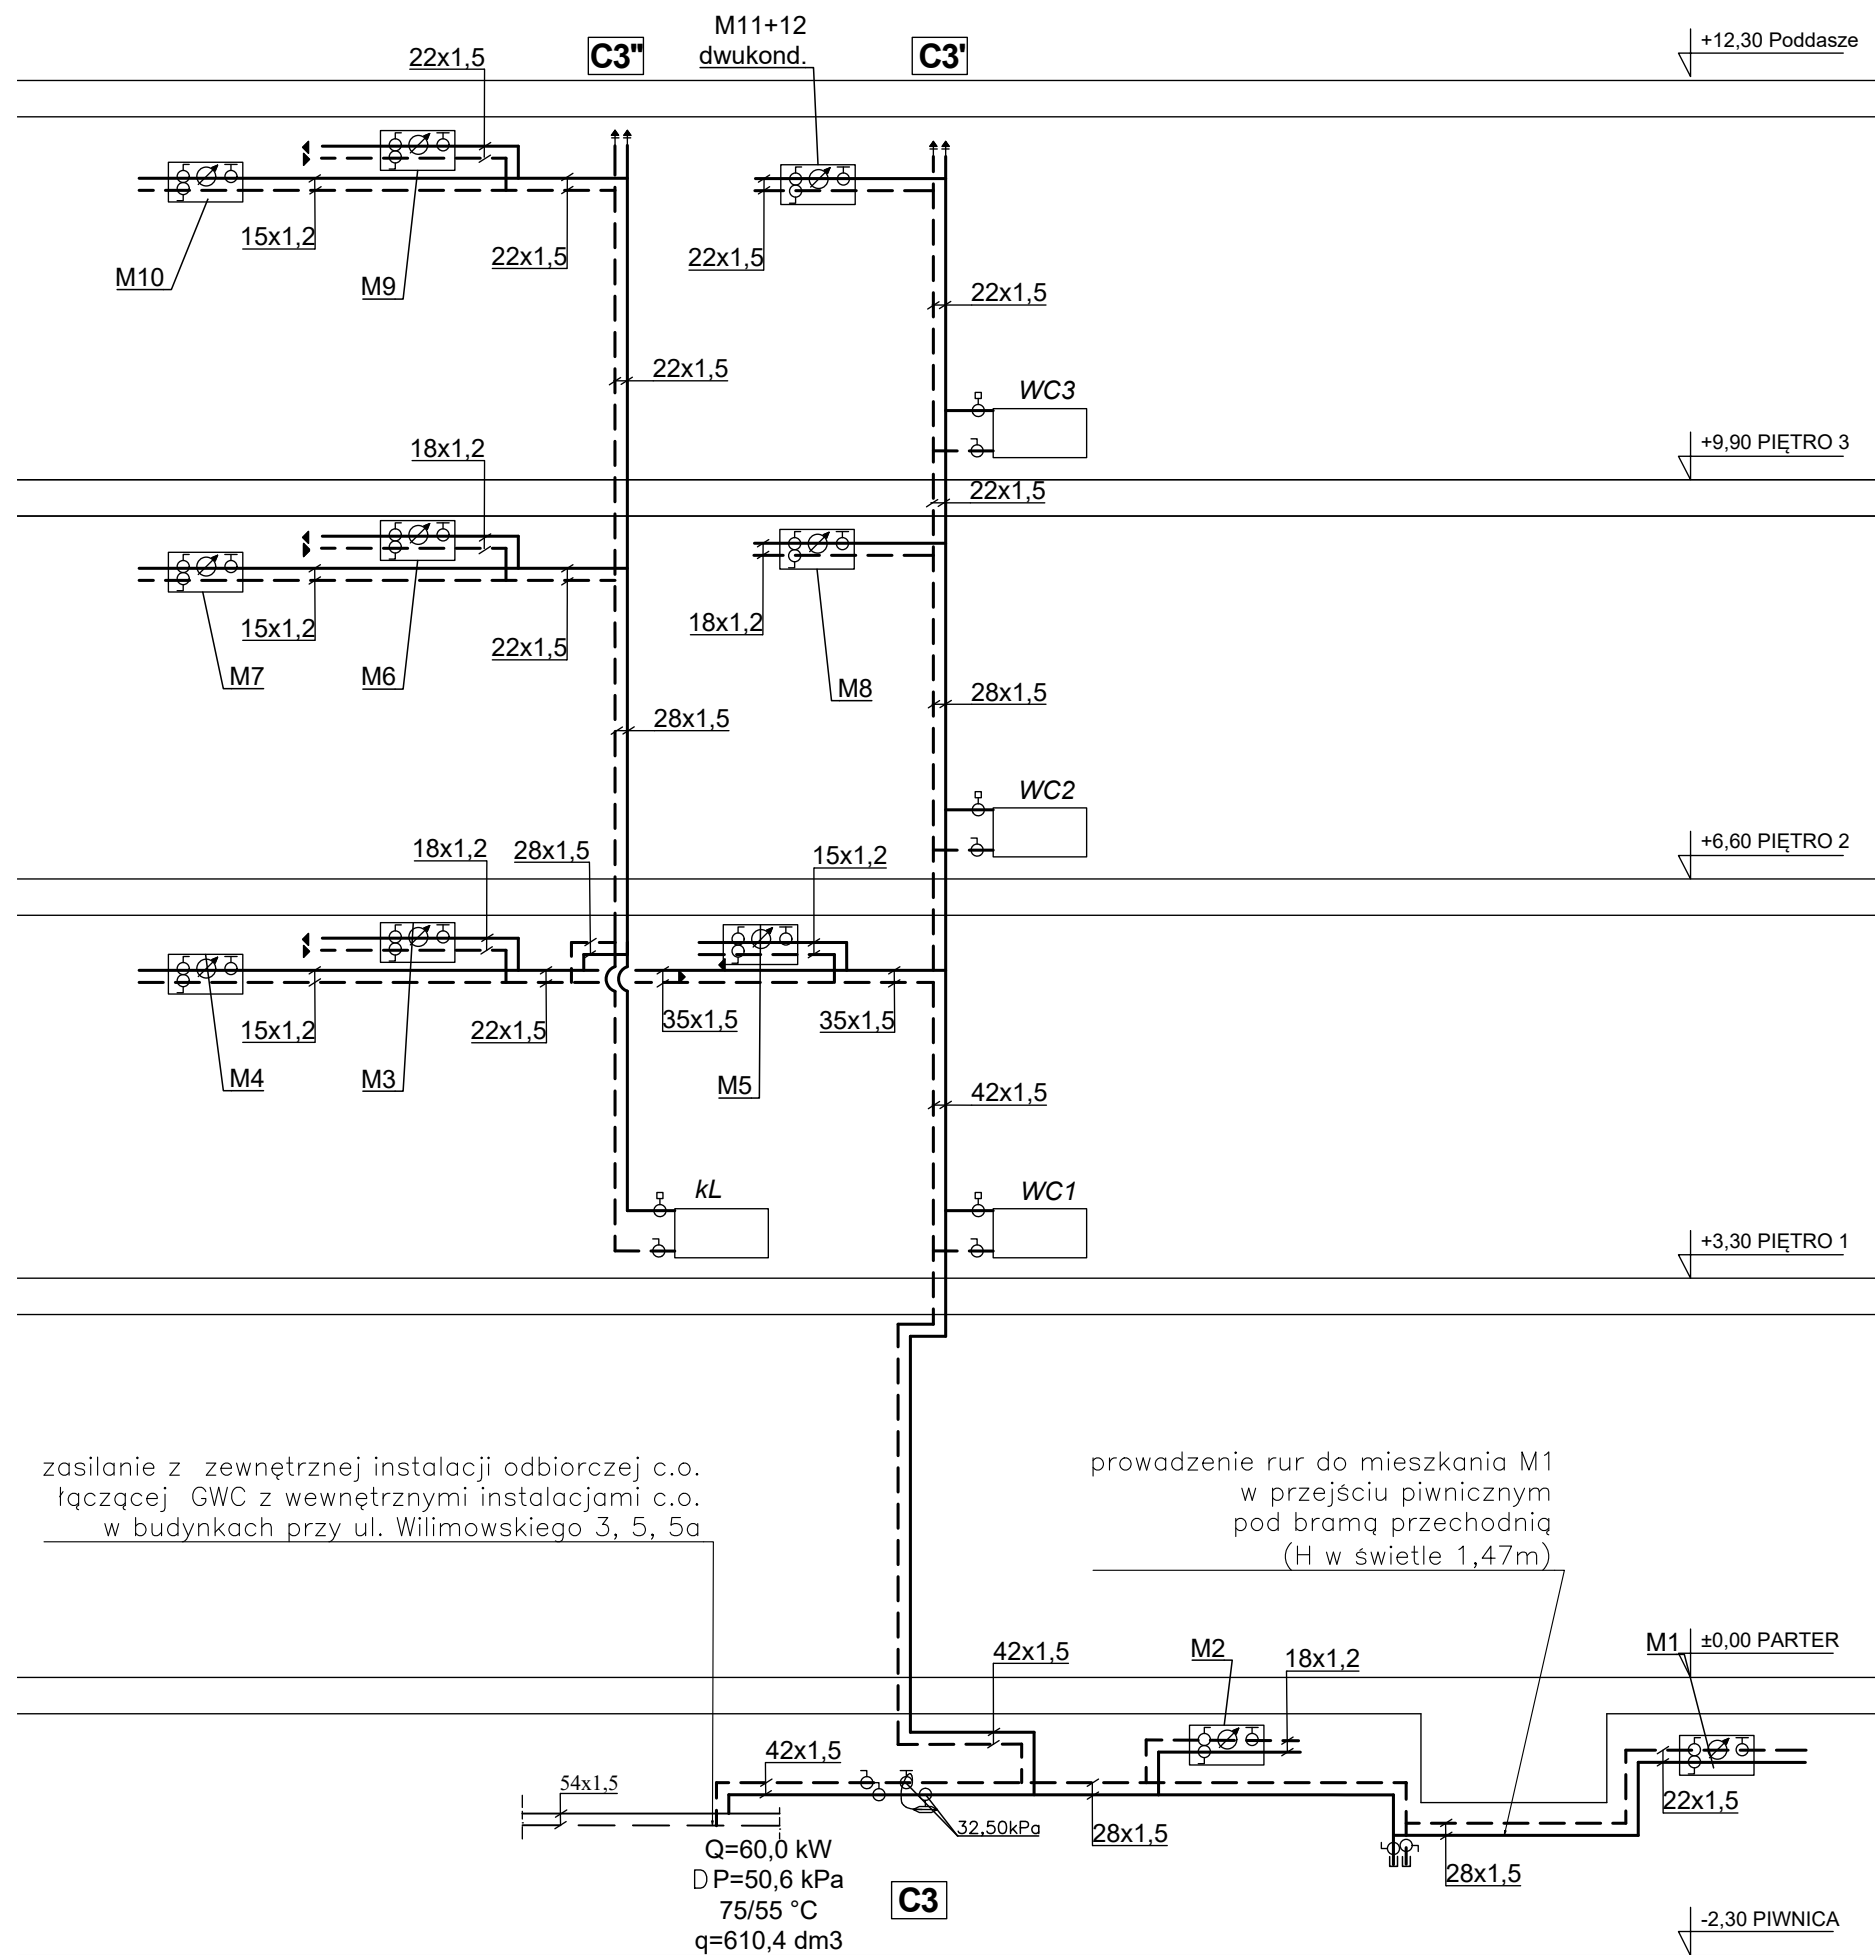 M11+12
dwukond.
C3"
C3'
22x1,5
+12,30 Poddasze
15x1,2
22x1,5
22x1,5
M10
M9
22x1,5
22x1,5
WC3
18x1,2
+9,90 PIĘTRO 3
22x1,5
15x1,2
22x1,5
18x1,2
M7
M6
M8
28x1,5
28x1,5
WC2
18x1,2
28x1,5
15x1,2
+6,60 PIĘTRO 2
15x1,2
22x1,5
35x1,5
35x1,5
M4
M3
M5
42x1,5
kL
WC1
+3,30 PIĘTRO 1
zasilanie z zewnętrznej instalacji odbiorczej c.o.
łączącej GWC z wewnętrznymi instalacjami c.o.
w budynkach przy ul. Wilimowskiego 3, 5, 5a
prowadzenie rur do mieszkania M1
w przejściu piwnicznym
pod bramą przechodnią
(H w świetle 1,47m)
42x1,5
M2
18x1,2
M1
±0,00 PARTER
42x1,5
54x1,5
32,50kPa
28x1,5
22x1,5
28x1,5
Q=60,0 kW
D P=50,6 kPa
75/55 °C
q=610,4 dm3
C3
-2,30 PIWNICA